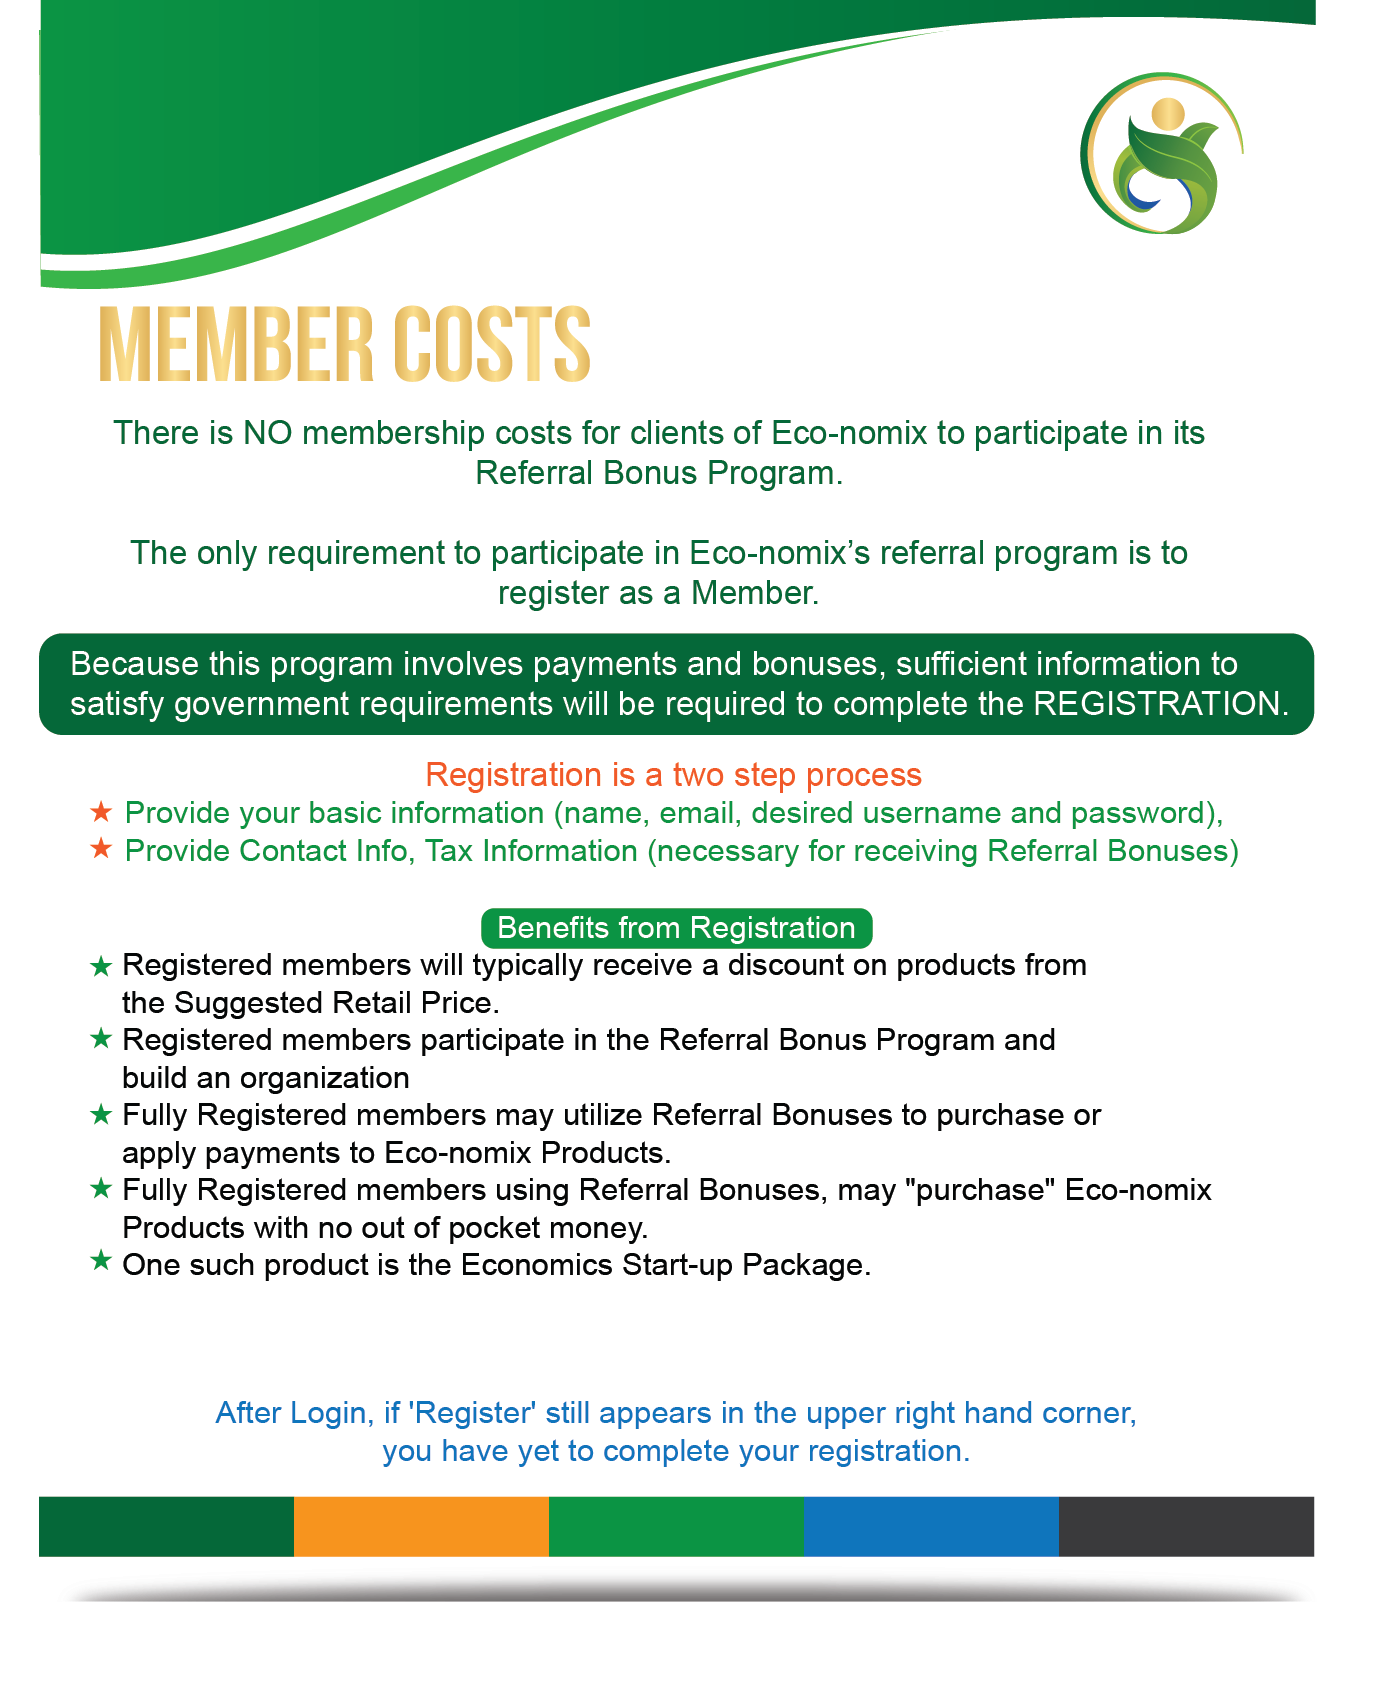 MEMBER COSTS
There is NO membership costs for clients of Eco-nomix to participate in its
Referral Bonus Program.
The only requirement to participate in Eco-nomix’s referral program is to
register as a Member.
Because this program involves payments and bonuses, sufficient information to
satisfy government requirements will be required to complete the REGISTRATION.
Registration is a two step process
Provide your basic information (name, email, desired username and password),
Provide Contact Info, Tax Information (necessary for receiving Referral Bonuses)
Benefits from Registration
Registered members will typically receive a discount on products from
the Suggested Retail Price.
Registered members participate in the Referral Bonus Program and
build an organization
Fully Registered members may utilize Referral Bonuses to purchase or
apply payments to Eco-nomix Products.
Fully Registered members using Referral Bonuses, may "purchase" Eco-nomix
Products with no out of pocket money.
One such product is the Economics Start-up Package.
After Login, if 'Register' still appears in the upper right hand corner,
you have yet to complete your registration.